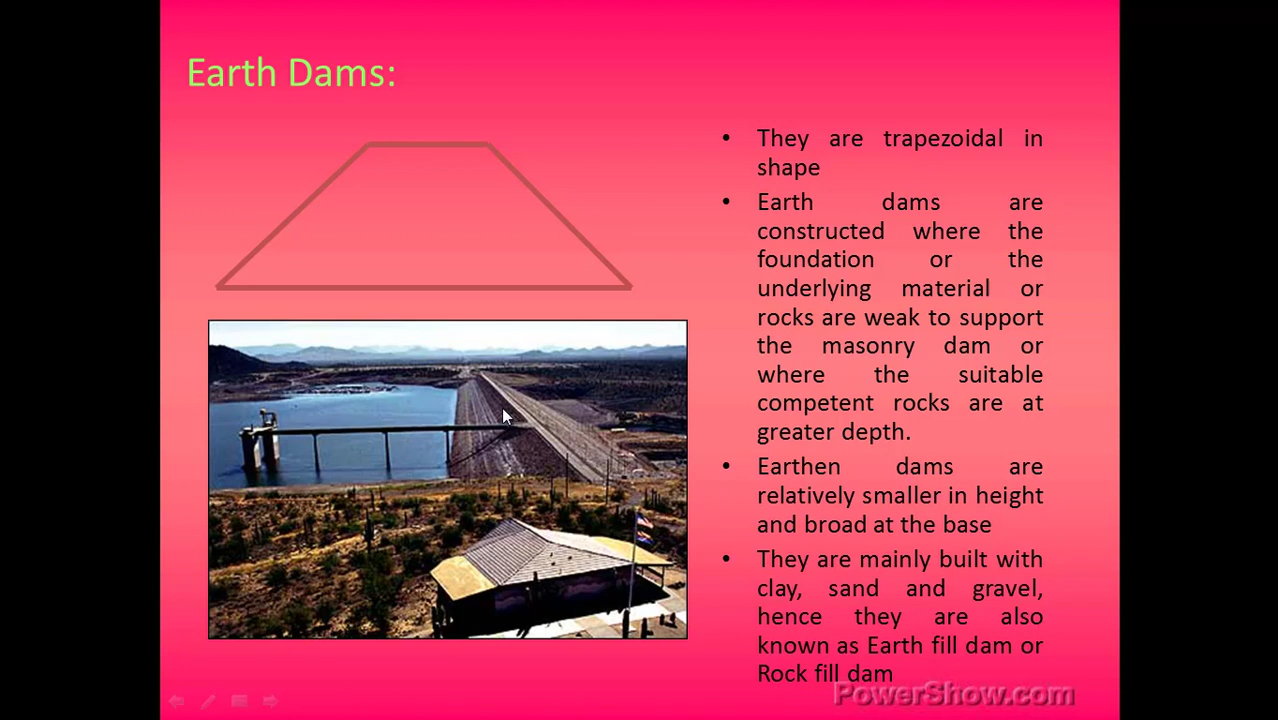 Earth Dams:
• They are trapezoidal in
shape
• Earth dams are
constructed where the
foundation or the
underlying material or
rocks are weak to support
the masonry dam or
where the suitable
competent rocks are at
greater depth.
• Earthen dams are
relatively smaller in height
and broad at the base
• They are mainly built with
clay, sand and gravel,
hence they are also
known as Earth fill dam or
Rock fill dam
PowerShow.com